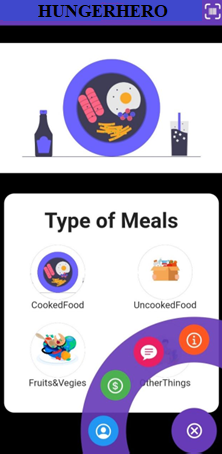 HUNGERHERO
Type of Meals
CookedFood UncookedFood
Fruits&Vegies therThings